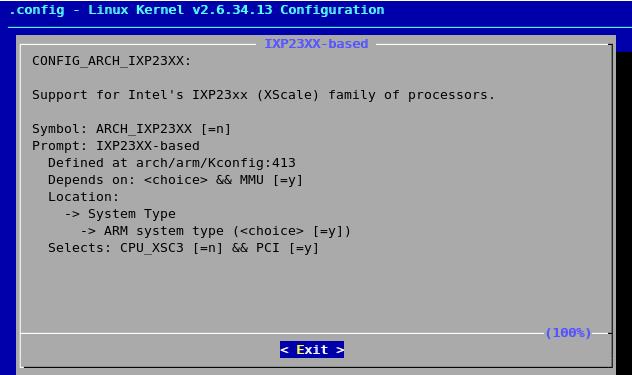 .config - Linux Kernel v2.6.34.13 Configuration
IXP23XX-based
CONFIG_ARCH_IXP23XX:
Support for Intel's IXP23xx (XScale) family of processors.
Symbol: ARCH_IXP23XX [=n]
Prompt: IXP23XX-based
Defined at arch/arm/Kconfig:413
Depends on: <choice> && MMU [=y]
Location:
-> System Type
-> ARM system type (<choice> [=y])
Selects: CPU_XSC3 [=n] && PCI [=y]
(100%)
< Exit >